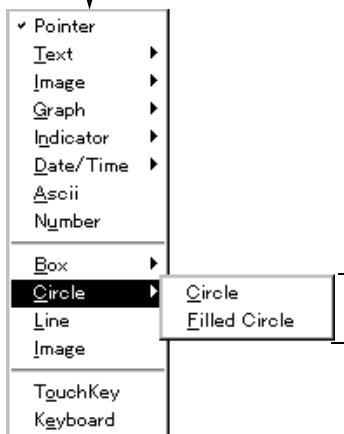 Pointer
Text
Image
Graph
Indicator
Date/Time
Ascii
Number
Box
Circle
Circle
Filled Circle
Line
Image
TouchKey
Keyboard